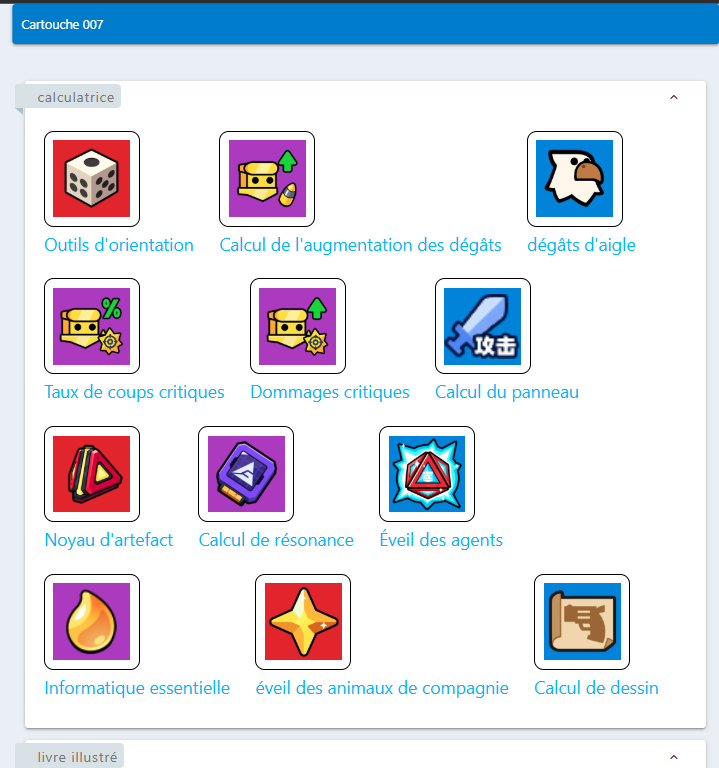 Cartouche 007
calculatrice
Outils d'orientation
Calcul de l'augmentation des dégâts
dégâts d'aigle
%
攻击
Taux de coups critiques
Dommages critiques
Calcul du panneau
Noyau d'artefact
Calcul de résonance
Éveil des agents
Informatique essentielle
éveil des animaux de compagnie
Calcul de dessin
livre illustré